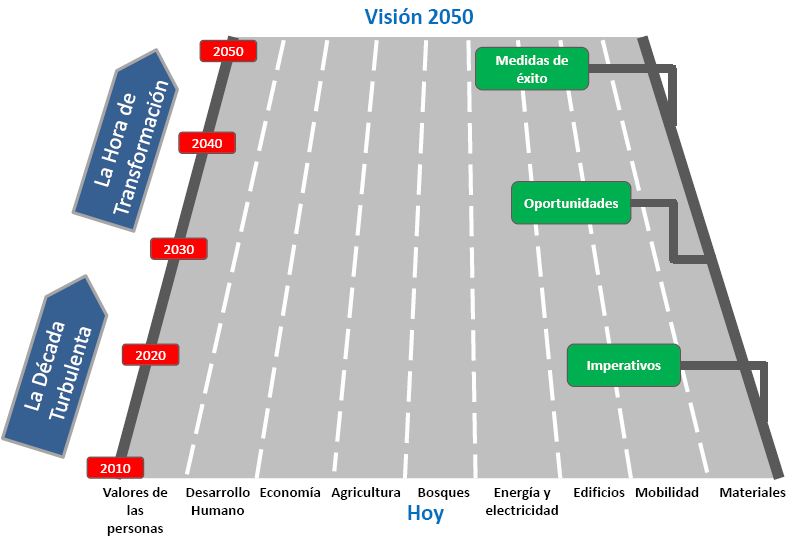 Visión 2050
2050
Medidas de
éxito
La Hora de
Transformación
2040
Oportunidades
2030
La Década
Turbulenta
2020
Imperativos
2010
Valores de
las
personas
Desarrollo
Humano
Economía
Agricultura
Bosques
Energía y
electricidad
Edificios
Mobilidad
Materiales
Hoy